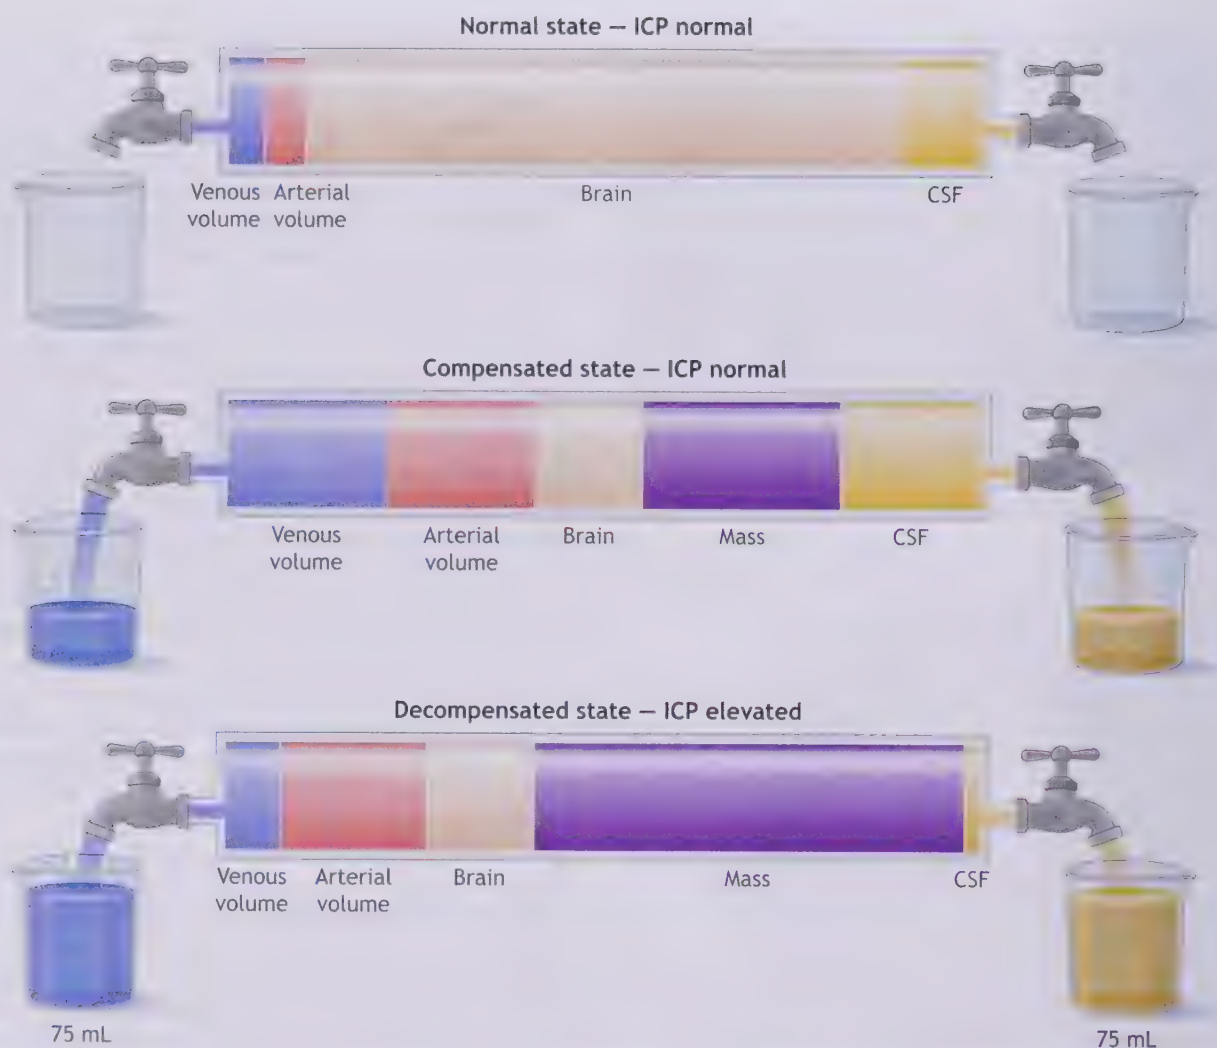 Normal state — ICP normal
Venous volume
Arterial volume
Brain
CSF
Compensated state — ICP normal
Venous volume
Arterial volume
Brain
Mass
CSF
Decompensated state — ICP elevated
Venous volume
Arterial volume
Brain
Mass
CSF
75 mL
75 mL